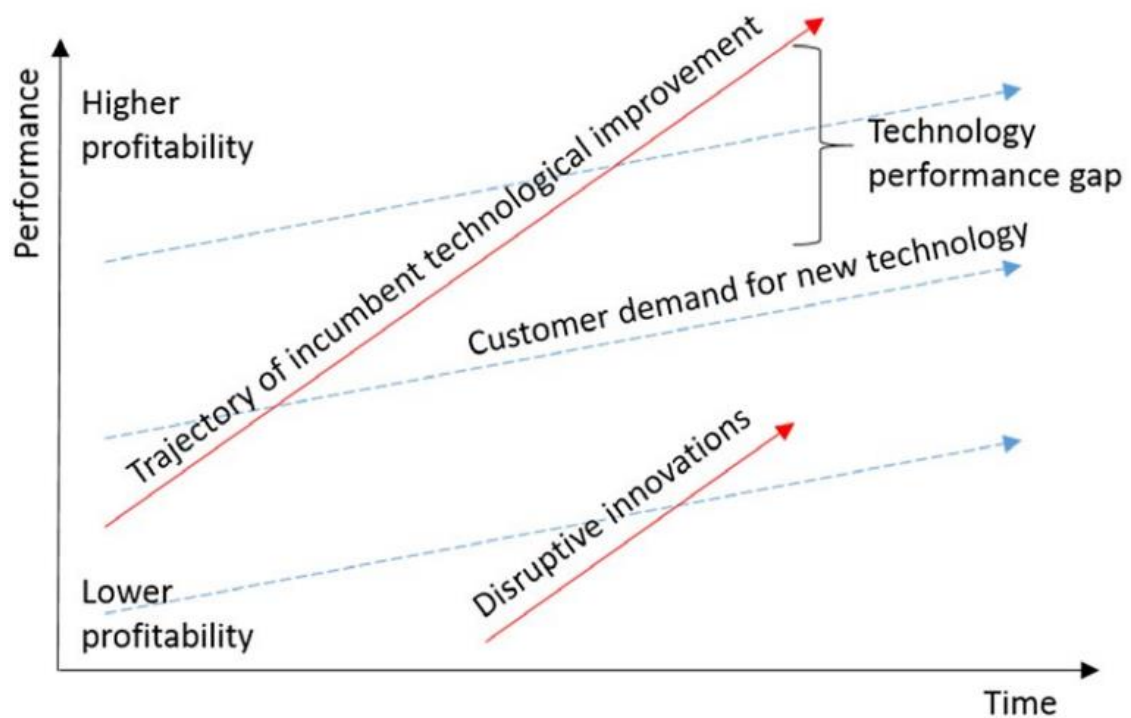 Performance
Higher
profitability
Trajectory of incumbent technological improvement
Technology
performance gap
Customer demand for new technology
Disruptive innovations
Lower
profitability
Time